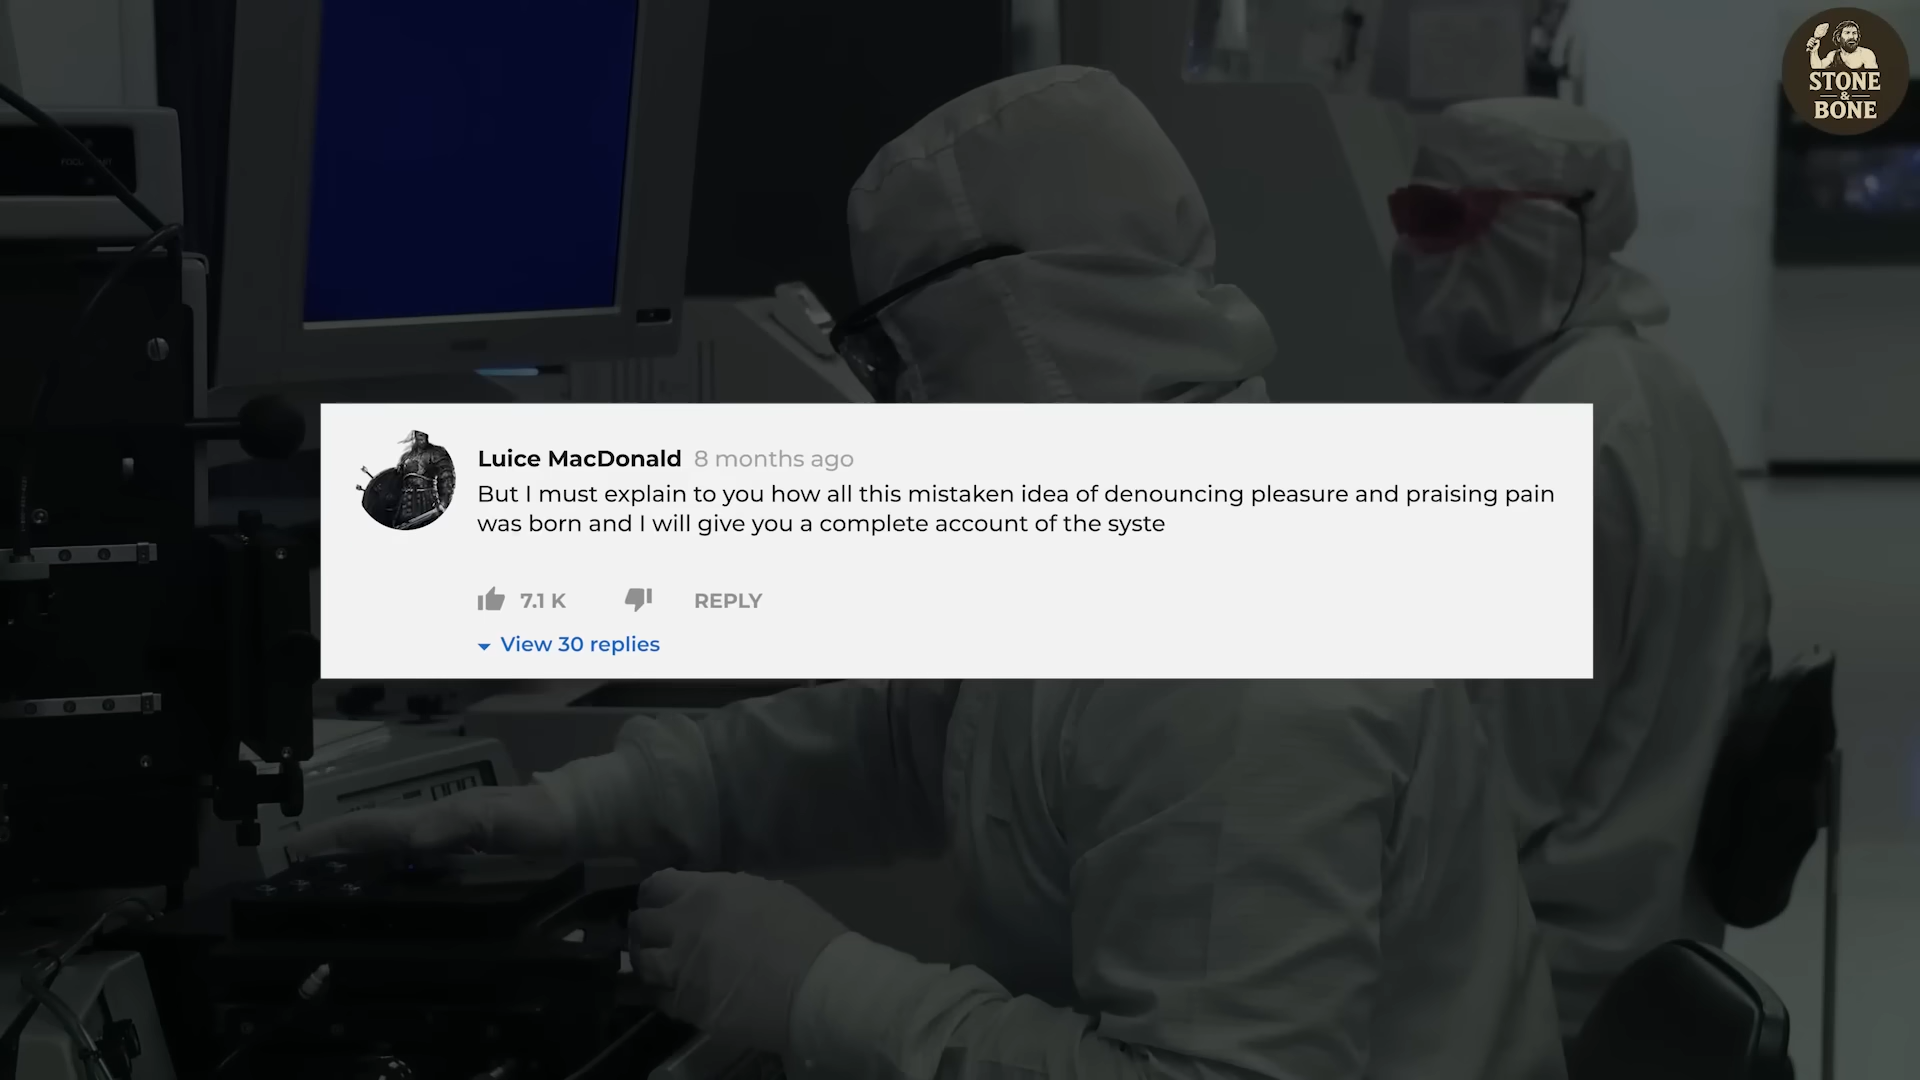 STONE
&
BONE
Luice MacDonald 8 months ago
But I must explain to you how all this mistaken idea of denouncing pleasure and praising pain
was born and I will give you a complete account of the syste
7.1 K REPLY
View 30 replies